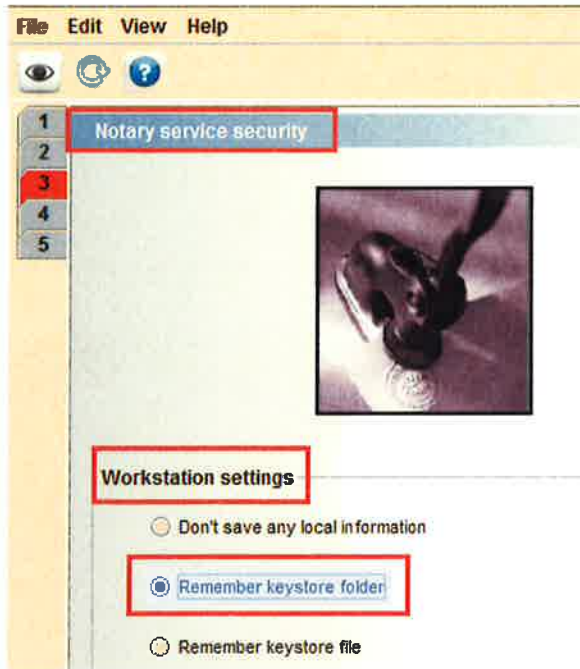 File Edit View Help
?
1
2
3
4
5
Notary service security
Workstation settings
Don't save any local information
Remember keystore folder
Remember keystore file